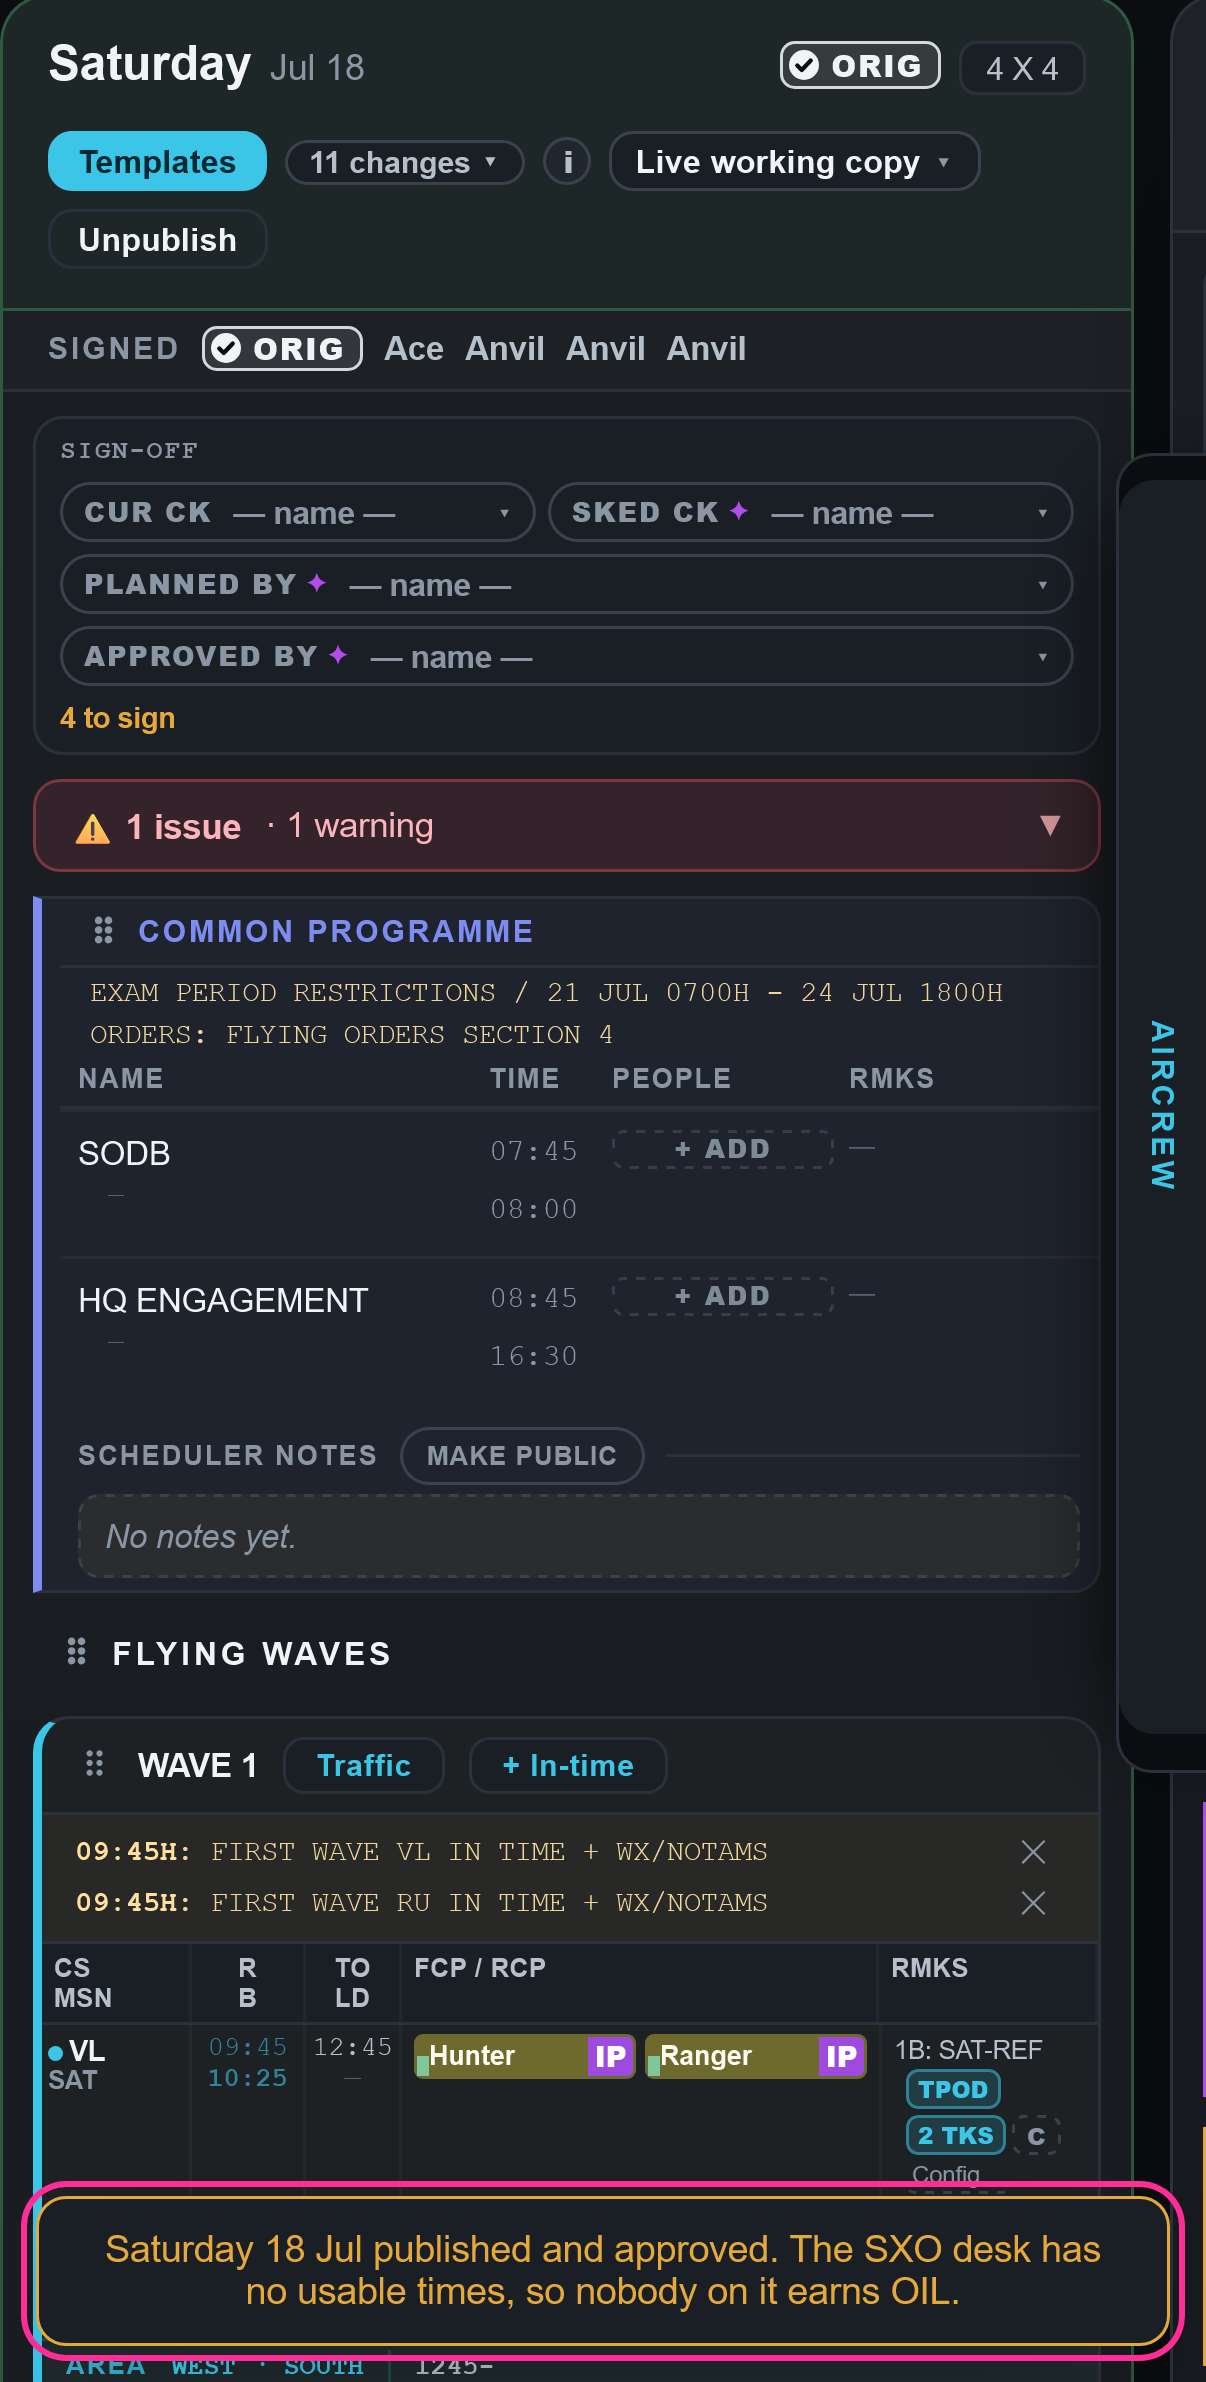 Saturday Jul 18 ORIG 4 X 4
Templates 11 changes ▼ i Live working copy ▼
Unpublish
SIGNED ORIG Ace Anvil Anvil Anvil
SIGN-OFF
CUR CK — name — ▼ SKED CK ✦ — name — ▼
PLANNED BY ✦ — name — ▼
APPROVED BY ✦ — name — ▼
4 to sign
⚠ 1 issue · 1 warning ▼
COMMON PROGRAMME
EXAM PERIOD RESTRICTIONS / 21 JUL 0700H - 24 JUL 1800H
ORDERS: FLYING ORDERS SECTION 4
NAME TIME PEOPLE RMKS
SODB 07:45 + ADD —
— 08:00
HQ ENGAGEMENT 08:45 + ADD —
— 16:30
SCHEDULER NOTES MAKE PUBLIC
No notes yet.
FLYING WAVES
WAVE 1 Traffic + In-time
09:45H: FIRST WAVE VL IN TIME + WX/NOTAMS ×
09:45H: FIRST WAVE RU IN TIME + WX/NOTAMS ×
CS R TO FCP / RCP RMKS
MSN B LD
VL 09:45 12:45 Hunter IP Ranger IP 1B: SAT-REF
SAT 10:25 — TPOD
2 TKS C
Config
Saturday 18 Jul published and approved. The SXO desk has
no usable times, so nobody on it earns OIL.
AREA WEST · SOUTH 1245-
AIRCREW